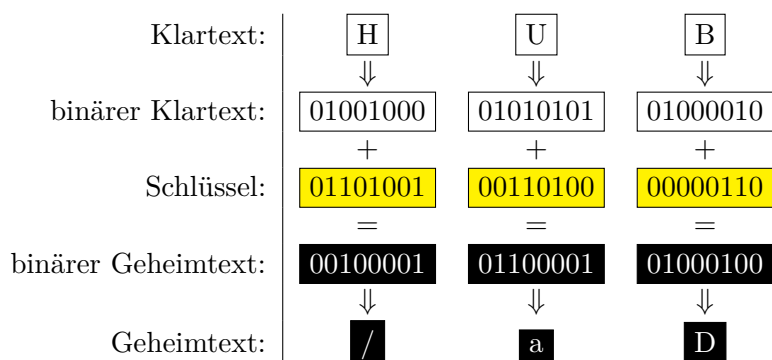 Klartext: H U B
⇓ ⇓ ⇓
binärer Klartext: 01001000 01010101 01000010
+ + +
Schlüssel: 01101001 00110100 00000110
= = =
binärer Geheimtext: 00100001 01100001 01000100
⇓ ⇓ ⇓
Geheimtext: / a D